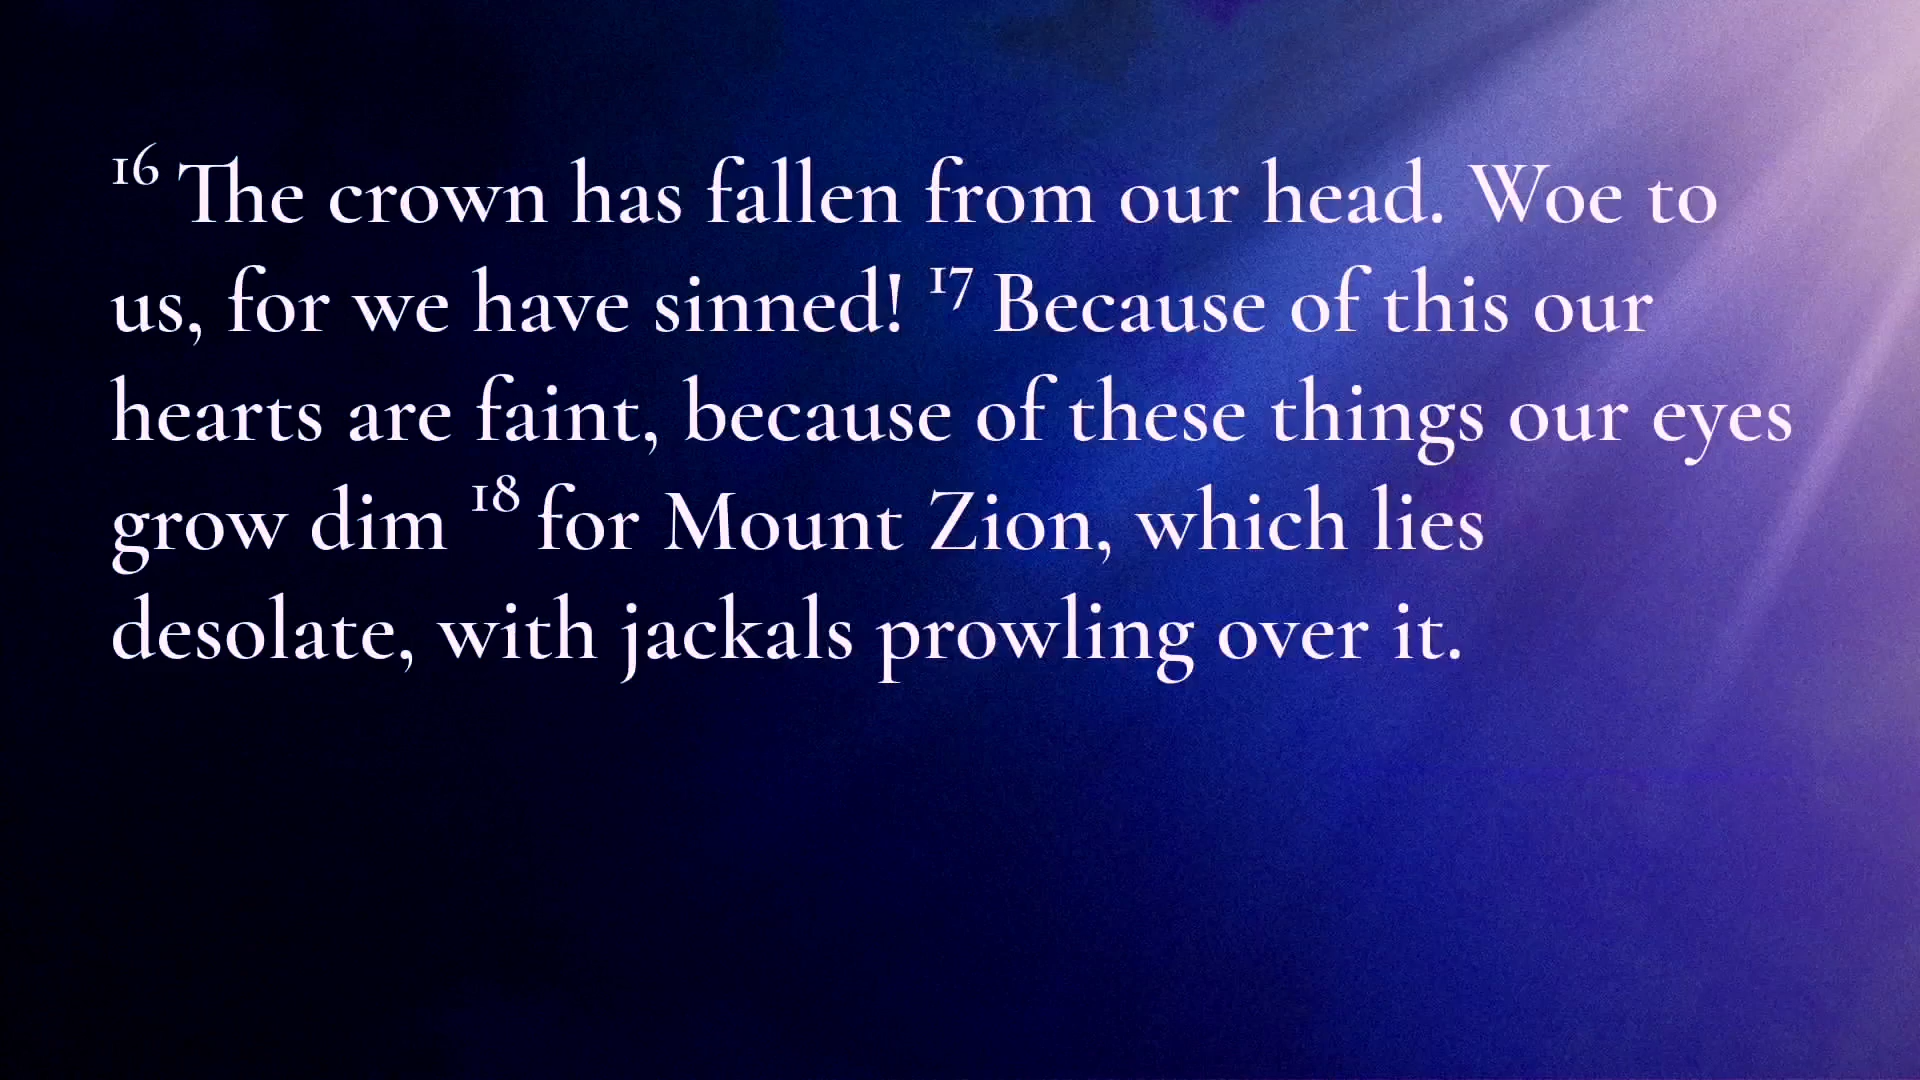 16 The crown has fallen from our head. Woe to
us, for we have sinned! 17 Because of this our
hearts are faint, because of these things our eyes
grow dim 18 for Mount Zion, which lies
desolate, with jackals prowling over it.